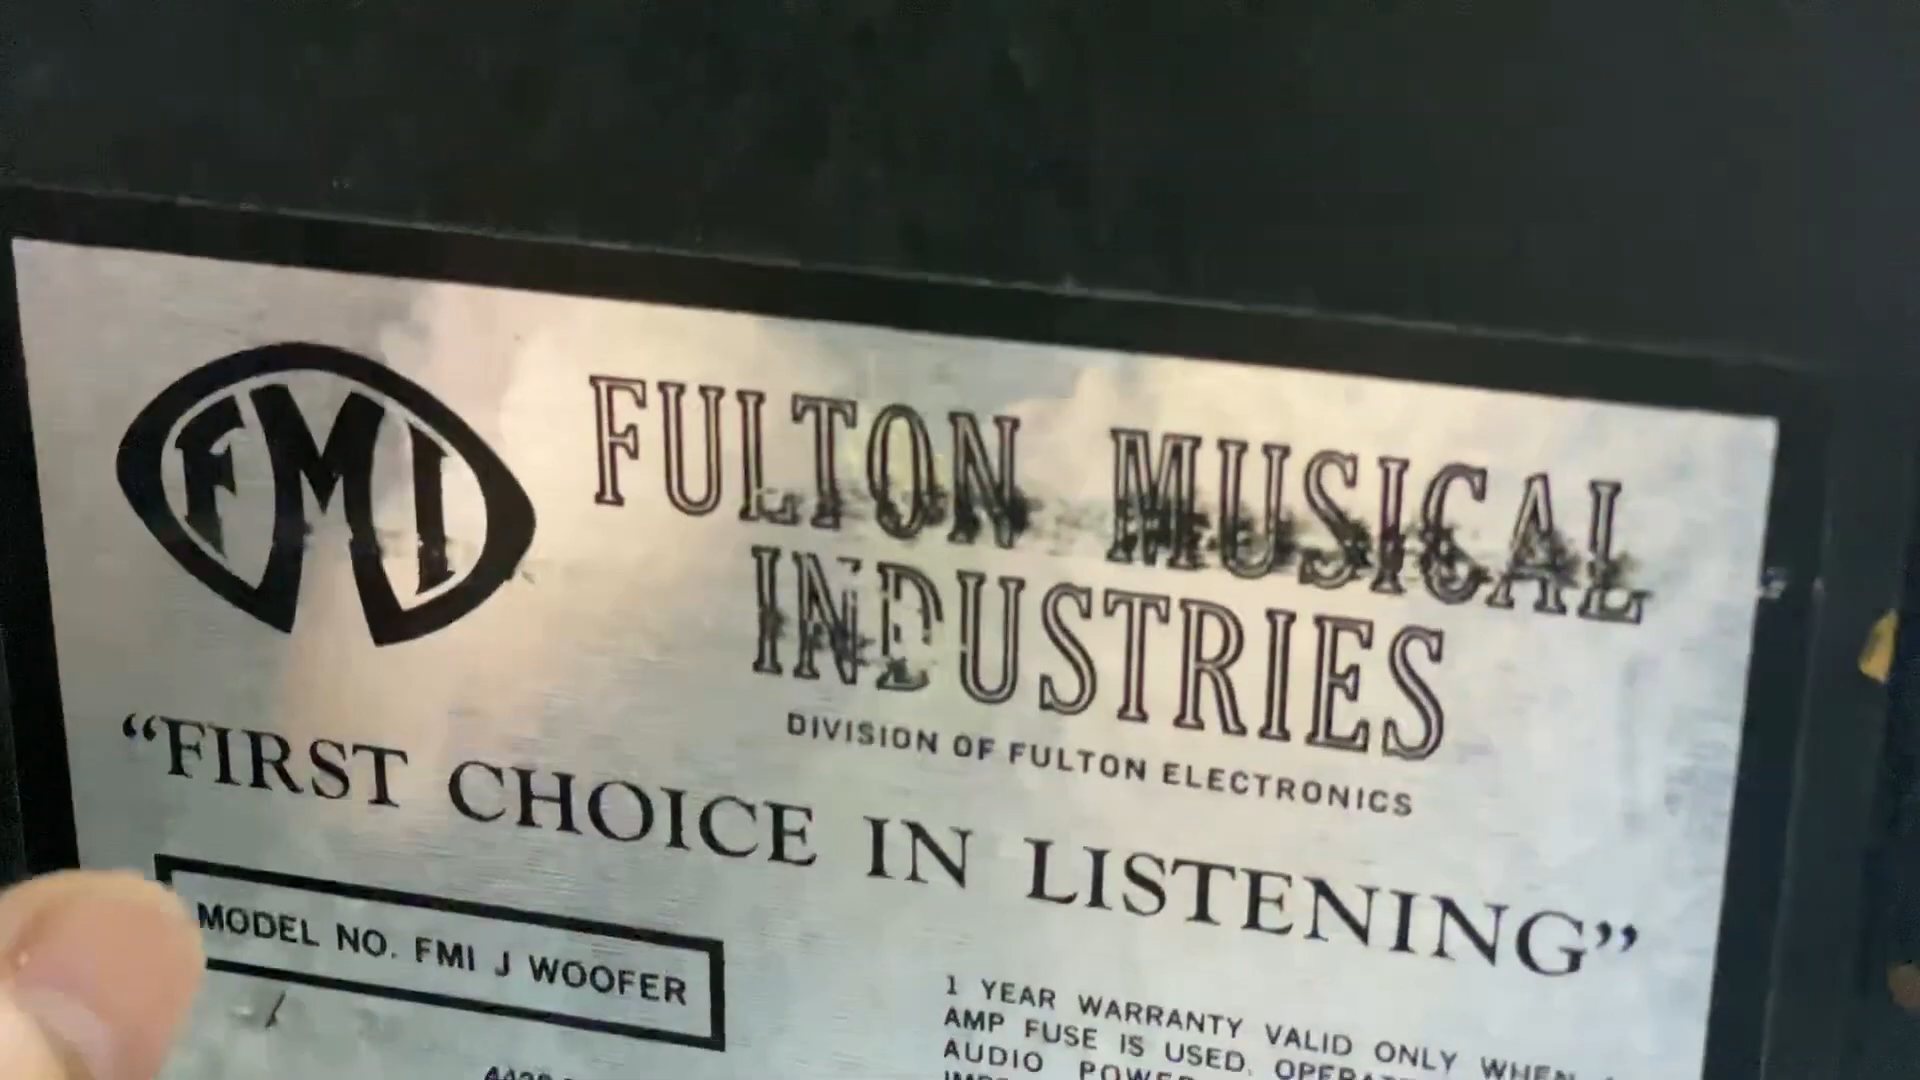 FMI
FULTON MUSICAL
INDUSTRIES
DIVISION OF FULTON ELECTRONICS
“FIRST CHOICE IN LISTENING”
MODEL NO. FMI J WOOFER
1 YEAR WARRANTY VALID ONLY WHEN
AMP FUSE IS USED.
AUDIO POWER